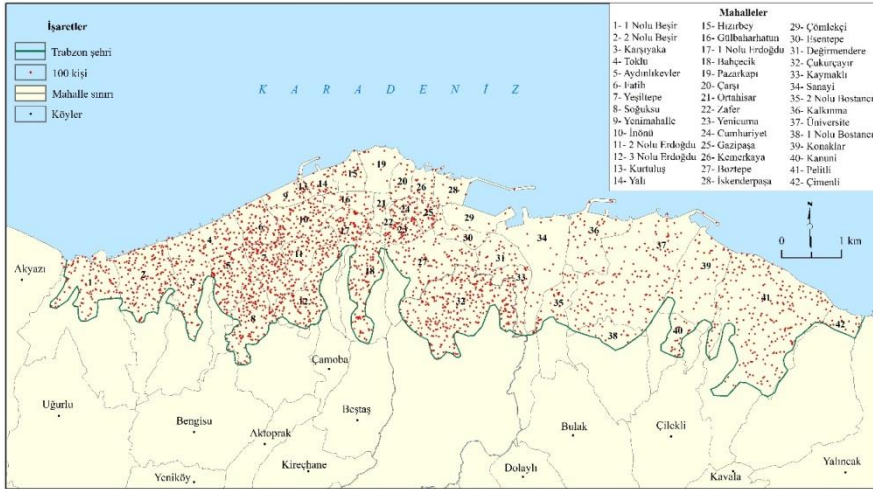 İşaretler
Trabzon şehri
100 kişi
Mahalle sınırı
Köyler
K A R A D E N İ Z
Mahalleler
1- 1 Nolu Beşir
2- 2 Nolu Beşir
3- Karşıyaka
4- Toklu
5- Aydınlıkevler
6- Fatih
7- Yeşiltepe
8- Soğuksu
9- Yenimahalle
10- İnönü
11- 2 Nolu Erdoğdu
12- 3 Nolu Erdoğdu
13- Kurtuluş
14- Yalı
15- Hızırbey
16- Gülbaharhatun
17- 1 Nolu Erdoğdu
18- Bahçecik
19- Pazarkapı
20- Çarşı
21- Ortahisar
22- Zafer
23- Yenicuma
24- Cumhuriyet
25- Gazipaşa
26- Kemerkaya
27- Boztepe
28- İskenderpaşa
29- Çömlekçi
30- Esentepe
31- Değirmendere
32- Çukurçayır
33- Kaymaklı
34- Sanayi
35- 2 Nolu Bostancı
36- Kalkınma
37- Üniversite
38- 1 Nolu Bostancı
39- Konaklar
40- Kanuni
41- Pelitli
42- Çimenli
N
0 1 km
19
15
13
14
20
26
28
9
16
21
24
25
29
10
6
17
22
23
30
34
36
37
4
11
31
39
5
7
27
33
1
2
3
18
12
32
35
41
8
38
40
42
Akyazı
Çamoba
Uğurlu
Bengisu
Beştaş
Aktoprak
Bulak
Çilekli
Kireçhane
Yeniköy
Dolaylı
Kavala
Yalıncak